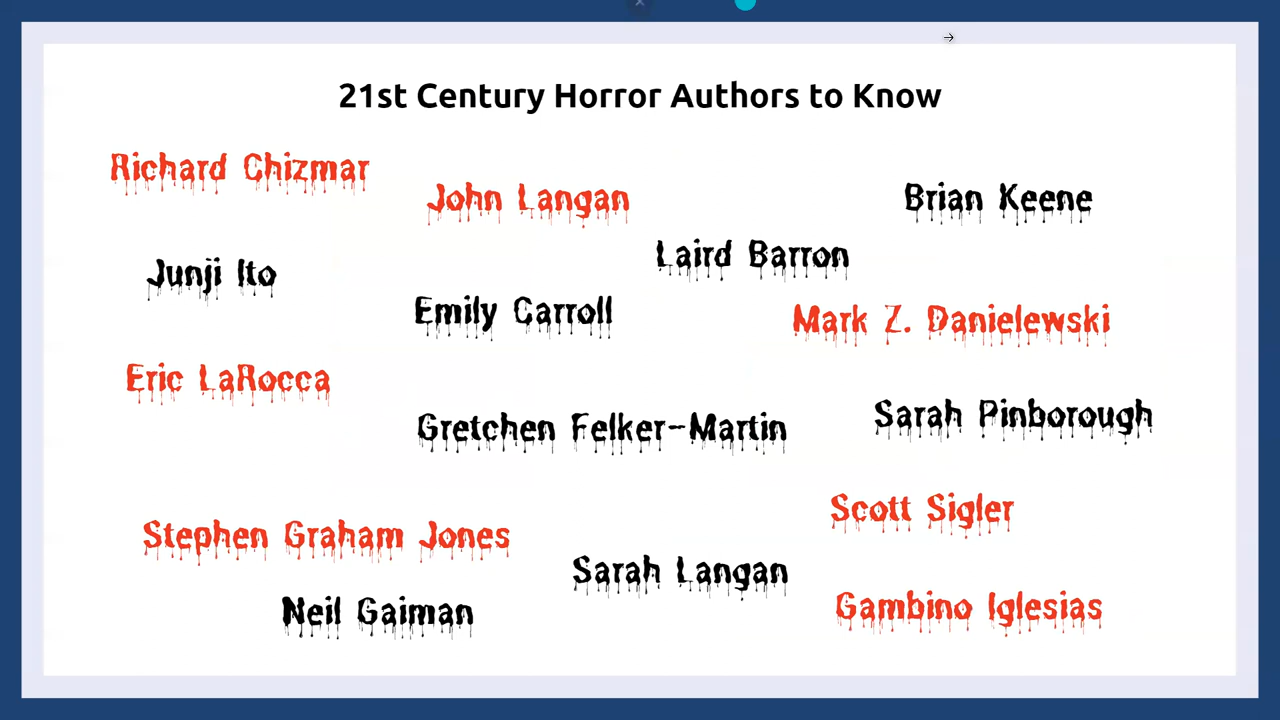 21st Century Horror Authors to Know
Richard Chizmar
John Langan
Brian Keene
Laird Barron
Junji Ito
Emily Carroll
Mark Z. Danielewski
Eric LaRocca
Gretchen Felker-Martin
Sarah Pinborough
Scott Sigler
Stephen Graham Jones
Sarah Langan
Neil Gaiman
Gambino Iglesias